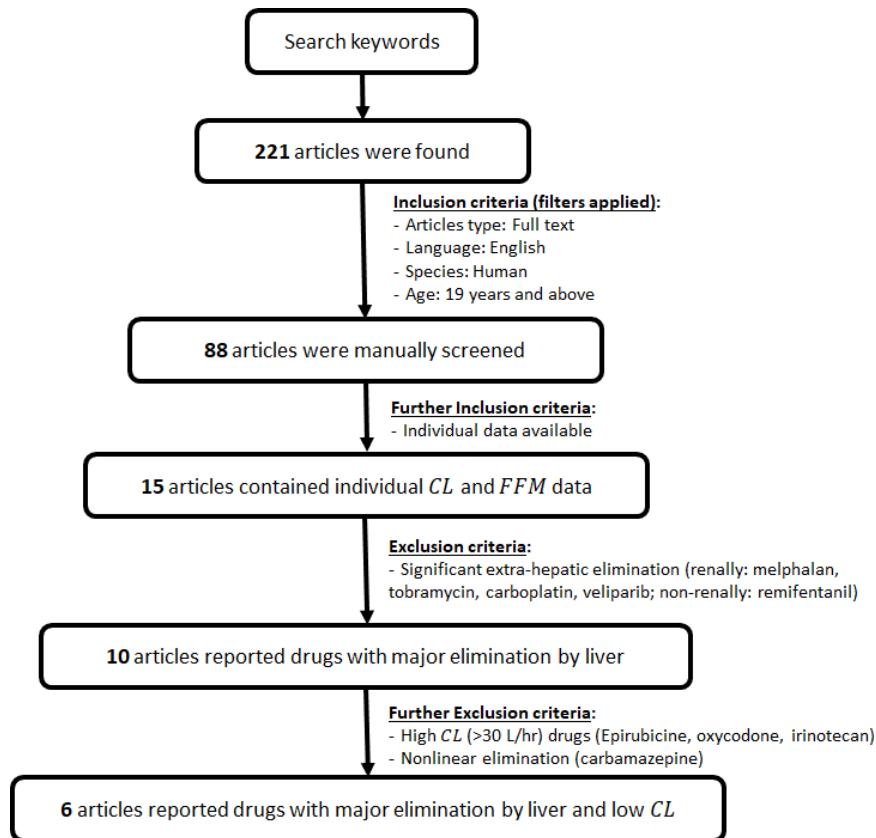 Search keywords
221 articles were found
Inclusion criteria (filters applied):
- Articles type: Full text
- Language: English
- Species: Human
- Age: 19 years and above
88 articles were manually screened
Further Inclusion criteria:
- Individual data available
15 articles contained individual CL and FFM data
Exclusion criteria:
- Significant extra-hepatic elimination (renally: melphalan,
tobramycin, carboplatin, veliparib; non-renally: remifentanil)
10 articles reported drugs with major elimination by liver
Further Exclusion criteria:
- High CL (>30 L/hr) drugs (Epirubicine, oxycodone, irinotecan)
- Nonlinear elimination (carbamazepine)
6 articles reported drugs with major elimination by liver and low CL